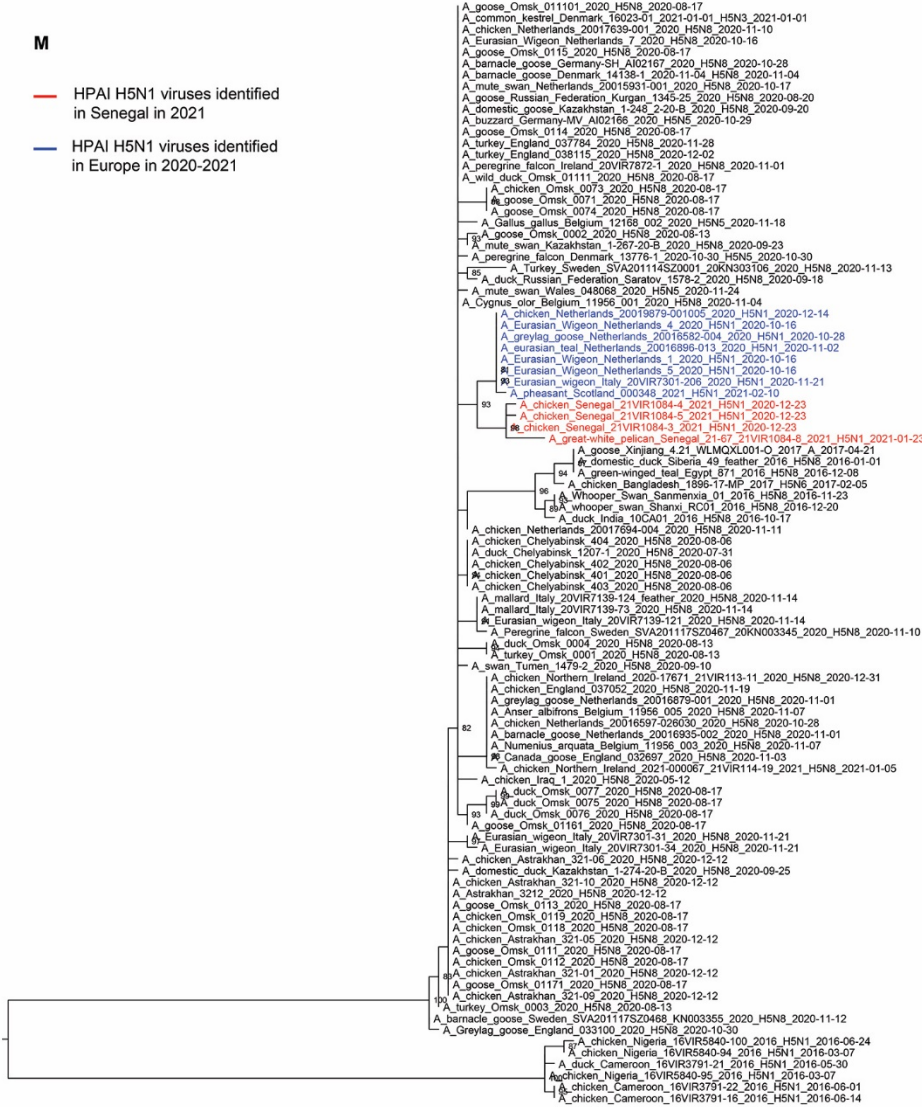 A_goose_Omsk_011101_2020_H5N8_2020-08-17
A_common_kestrel_Denmark_16023-01_2021-01-01_H5N3_2021-01-01
A_chicken_Netherlands_20017639-001_2020_H5N8_2020-11-10
M
A_Eurasian_Wigeon_Netherlands_7_2020_H5N8_2020-10-16
A_goose_Omsk_0115_2020_H5N8_2020-08-17
A_barnacle_goose_Germany-SH_AI02167_2020_H5N8_2020-10-28
A_barnacle_goose_Denmark_14138-1_2020-11-04_H5N8_2020-11-04
A_mute_swan_Netherlands_20015931-001_2020_H5N8_2020-10-17
HPAI H5N1 viruses identified
in Senegal in 2021
A_goose_Russian_Federation_Kurgan_1345-25_2020_H5N8_2020-08-20
A_domestic_goose_Kazakhstan_1-248_2-20-B_2020_H5N8_2020-09-20
A_buzzard_Germany-MV_AI02166_2020_H5N5_2020-10-29
A_goose_Omsk_0114_2020_H5N8_2020-08-17
A_turkey_England_037784_2020_H5N8_2020-11-28
HPAI H5N1 viruses identified
in Europe in 2020-2021
A_turkey_England_038115_2020_H5N8_2020-12-02
A_peregrine_falcon_Ireland_20VIR7872-1_2020_H5N8_2020-11-01
A_wild_duck_Omsk_01111_2020_H5N8_2020-08-17
A_chicken_Omsk_0073_2020_H5N8_2020-08-17
A_goose_Omsk_0071_2020_H5N8_2020-08-17
A_goose_Omsk_0074_2020_H5N8_2020-08-17
A_Gallus_gallus_Belgium_12168_002_2020_H5N5_2020-11-18
A_goose_Omsk_0002_2020_H5N8_2020-08-13
93
A_mute_swan_Kazakhstan_1-267-20-B_2020_H5N8_2020-09-23
A_peregrine_falcon_Denmark_13776-1_2020-10-30_H5N5_2020-10-30
A_Turkey_Sweden_SVA201114SZ0001_20KN303106_2020_H5N8_2020-11-13
85
A_duck_Russian_Federation_Saratov_1578-2_2020_H5N8_2020-09-18
A_mute_swan_Wales_048068_2020_H5N5_2020-11-24
A_Cygnus_olor_Belgium_11956_001_2020_H5N8_2020-11-04
A_chicken_Netherlands_20019879-001005_2020_H5N1_2020-12-14
A_Eurasian_Wigeon_Netherlands_4_2020_H5N1_2020-10-16
A_greylag_goose_Netherlands_20016582-004_2020_H5N1_2020-10-28
A_eurasian_teal_Netherlands_20016896-013_2020_H5N1_2020-11-02
A_Eurasian_Wigeon_Netherlands_1_2020_H5N1_2020-10-16
A_Eurasian_Wigeon_Netherlands_5_2020_H5N1_2020-10-16
A_Eurasian_wigeon_Italy_20VIR7301-206_2020_H5N1_2020-11-21
A_pheasant_Scotland_000348_2021_H5N1_2021-02-10
93
A_chicken_Senegal_21VIR1084-4_2021_H5N1_2020-12-23
A_chicken_Senegal_21VIR1084-5_2021_H5N1_2020-12-23
A_chicken_Senegal_21VIR1084-3_2021_H5N1_2020-12-23
A_great-white_pelican_Senegal_21-67_21VIR1084-8_2021_H5N1_2021-01-23
A_goose_Xinjiang_4.21_WLMQXL001-O_2017_A_2017-04-21
A_domestic_duck_Siberia_49_feather_2016_H5N8_2016-01-01
94
A_green-winged_teal_Egypt_871_2016_H5N8_2016-12-08
A_chicken_Bangladesh_1896-17-MP_2017_H5N6_2017-02-05
96
A_Whooper_Swan_Sanmenxia_01_2016_H5N8_2016-11-23
89
A_whooper_swan_Shanxi_RC01_2016_H5N8_2016-12-20
A_duck_India_10CA01_2016_H5N8_2016-10-17
A_chicken_Netherlands_20017694-004_2020_H5N8_2020-11-11
A_chicken_Chelyabinsk_404_2020_H5N8_2020-08-06
A_duck_Chelyabinsk_1207-1_2020_H5N8_2020-07-31
A_chicken_Chelyabinsk_402_2020_H5N8_2020-08-06
A_chicken_Chelyabinsk_401_2020_H5N8_2020-08-06
A_chicken_Chelyabinsk_403_2020_H5N8_2020-08-06
A_mallard_Italy_20VIR7139-124_feather_2020_H5N8_2020-11-14
A_mallard_Italy_20VIR7139-73_2020_H5N8_2020-11-14
A_Eurasian_wigeon_Italy_20VIR7139-121_2020_H5N8_2020-11-14
A_Peregrine_falcon_Sweden_SVA201117SZ0467_20KN003345_2020_H5N8_2020-11-10
A_duck_Omsk_0004_2020_H5N8_2020-08-13
A_turkey_Omsk_0001_2020_H5N8_2020-08-13
A_swan_Tumen_1479-2_2020_H5N8_2020-09-10
A_chicken_Northern_Ireland_2020-17671_21VIR113-11_2020_H5N8_2020-12-31
A_chicken_England_037052_2020_H5N8_2020-11-19
A_greylag_goose_Netherlands_20016879-001_2020_H5N8_2020-11-01
A_Anser_albifrons_Belgium_11956_005_2020_H5N8_2020-11-07
82
A_chicken_Netherlands_20016597-026030_2020_H5N8_2020-10-28
A_barnacle_goose_Netherlands_20016935-002_2020_H5N8_2020-11-01
A_Numenius_arquata_Belgium_11956_003_2020_H5N8_2020-11-07
A_Canada_goose_England_032697_2020_H5N8_2020-11-03
A_chicken_Northern_Ireland_2021-000067_21VIR114-19_2021_H5N8_2021-01-05
A_chicken_Iraq_1_2020_H5N8_2020-05-12
A_duck_Omsk_0077_2020_H5N8_2020-08-17
99
A_duck_Omsk_0075_2020_H5N8_2020-08-17
93
A_duck_Omsk_0076_2020_H5N8_2020-08-17
A_goose_Omsk_01161_2020_H5N8_2020-08-17
A_Eurasian_wigeon_Italy_20VIR7301-31_2020_H5N8_2020-11-21
A_Eurasian_wigeon_Italy_20VIR7301-34_2020_H5N8_2020-11-21
A_chicken_Astrakhan_321-06_2020_H5N8_2020-12-12
A_domestic_duck_Kazakhstan_1-274-20-B_2020_H5N8_2020-09-25
A_chicken_Astrakhan_321-10_2020_H5N8_2020-12-12
A_Astrakhan_3212_2020_H5N8_2020-12-12
A_goose_Omsk_0113_2020_H5N8_2020-08-17
A_chicken_Omsk_0119_2020_H5N8_2020-08-17
A_chicken_Omsk_0118_2020_H5N8_2020-08-17
A_chicken_Astrakhan_321-05_2020_H5N8_2020-12-12
A_goose_Omsk_0111_2020_H5N8_2020-08-17
A_chicken_Omsk_0112_2020_H5N8_2020-08-17
83
A_chicken_Astrakhan_321-01_2020_H5N8_2020-12-12
A_goose_Omsk_01171_2020_H5N8_2020-08-17
A_chicken_Astrakhan_321-09_2020_H5N8_2020-12-12
100
A_turkey_Omsk_0003_2020_H5N8_2020-08-13
A_barnacle_goose_Sweden_SVA201117SZ0468_KN003355_2020_H5N8_2020-11-12
A_Greylag_goose_England_033100_2020_H5N8_2020-10-30
A_chicken_Nigeria_16VIR5840-100_2016_H5N1_2016-06-24
87
A_chicken_Nigeria_16VIR5840-94_2016_H5N1_2016-03-07
A_duck_Cameroon_16VIR3791-21_2016_H5N1_2016-05-30
A_chicken_Nigeria_16VIR5840-95_2016_H5N1_2016-03-07
A_chicken_Cameroon_16VIR3791-22_2016_H5N1_2016-06-01
A_chicken_Cameroon_16VIR3791-16_2016_H5N1_2016-06-14